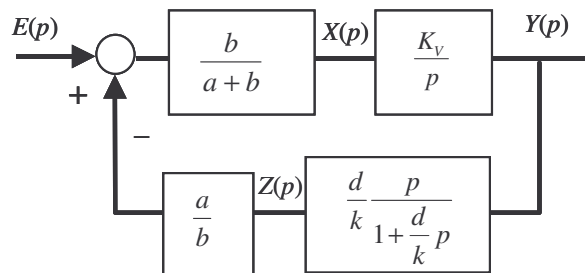 E(p)
+
−
b
a + b
X(p)
K_V
p
Y(p)
a
b
Z(p)
d
k
p
1 + d/k p